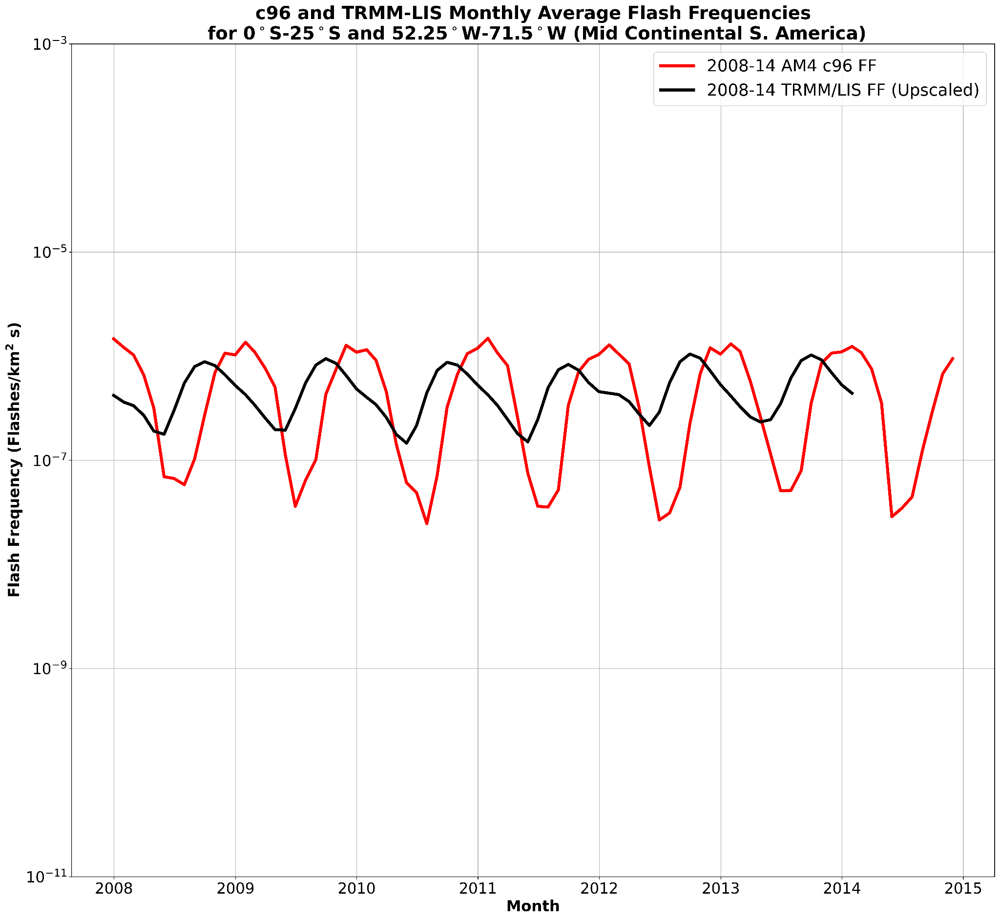 c96 and TRMM-LIS Monthly Average Flash Frequencies
for 0°S-25°S and 52.25°W-71.5°W (Mid Continental S. America)
2008-14 AM4 c96 FF
2008-14 TRMM/LIS FF (Upscaled)
Flash Frequency (Flashes/km² s)
10⁻³
10⁻⁵
10⁻⁷
10⁻⁹
10⁻¹¹
2008 2009 2010 2011 2012 2013 2014 2015
Month